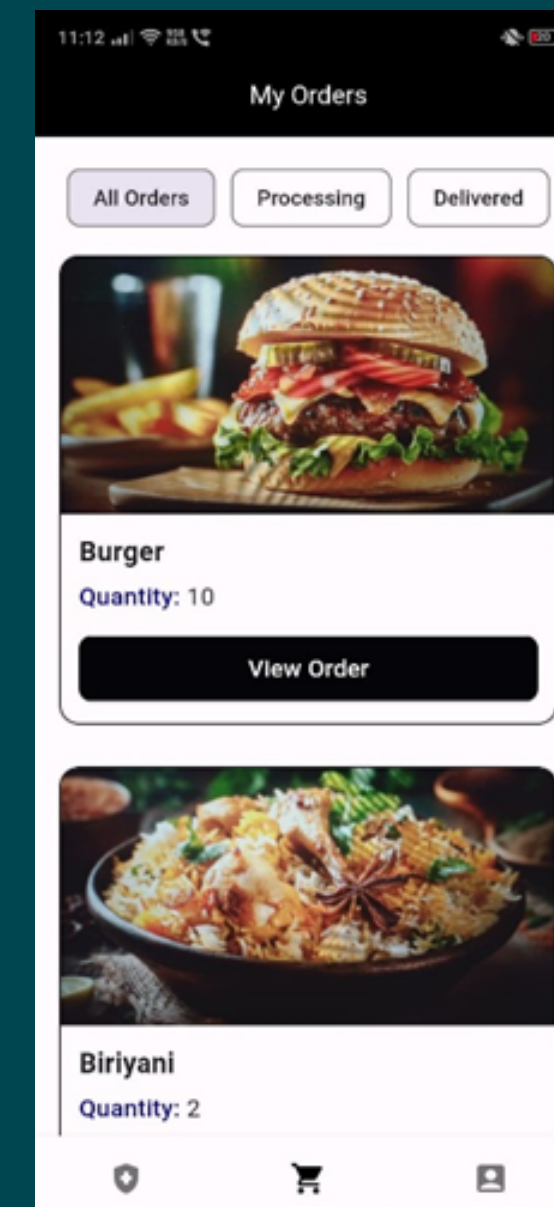 11:12
My Orders
All Orders Processing Delivered
Burger
Quantity: 10
View Order
Biriyani
Quantity: 2